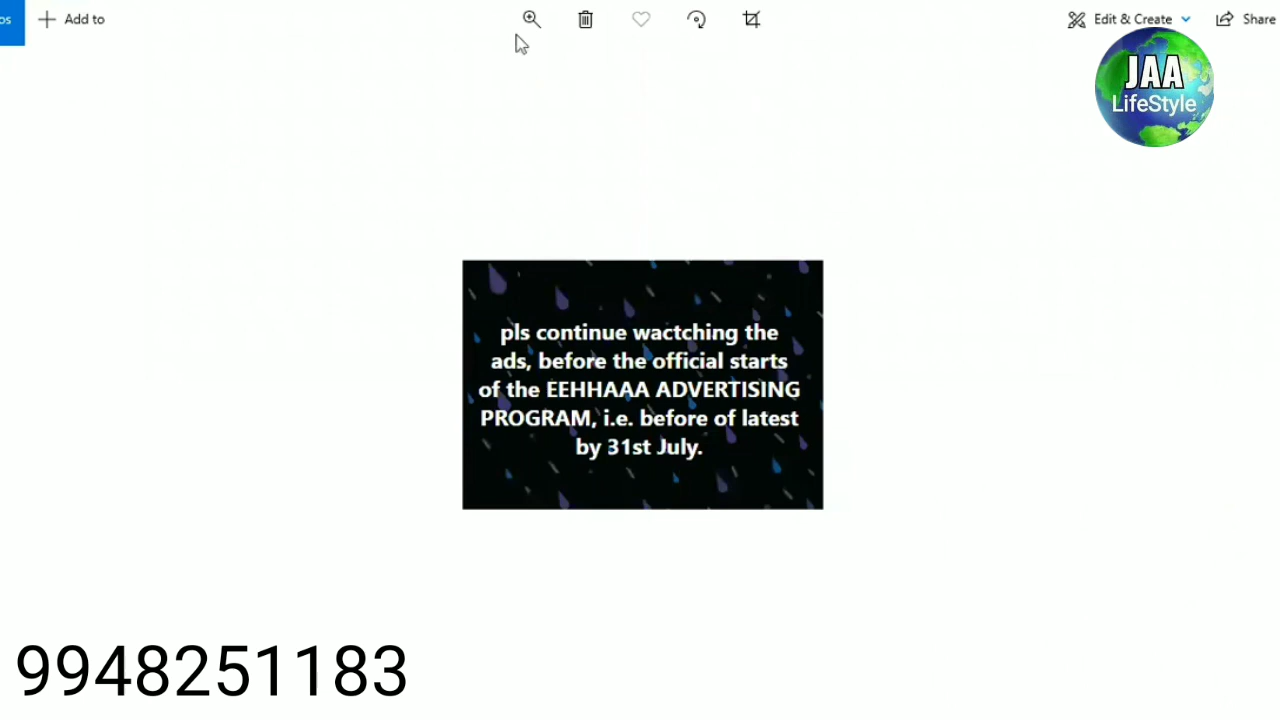 os
Add to
Edit & Create
Share
JAA
LifeStyle
pls continue wactching the
ads, before the official starts
of the EEHHAAA ADVERTISING
PROGRAM, i.e. before of latest
by 31st July.
9948251183